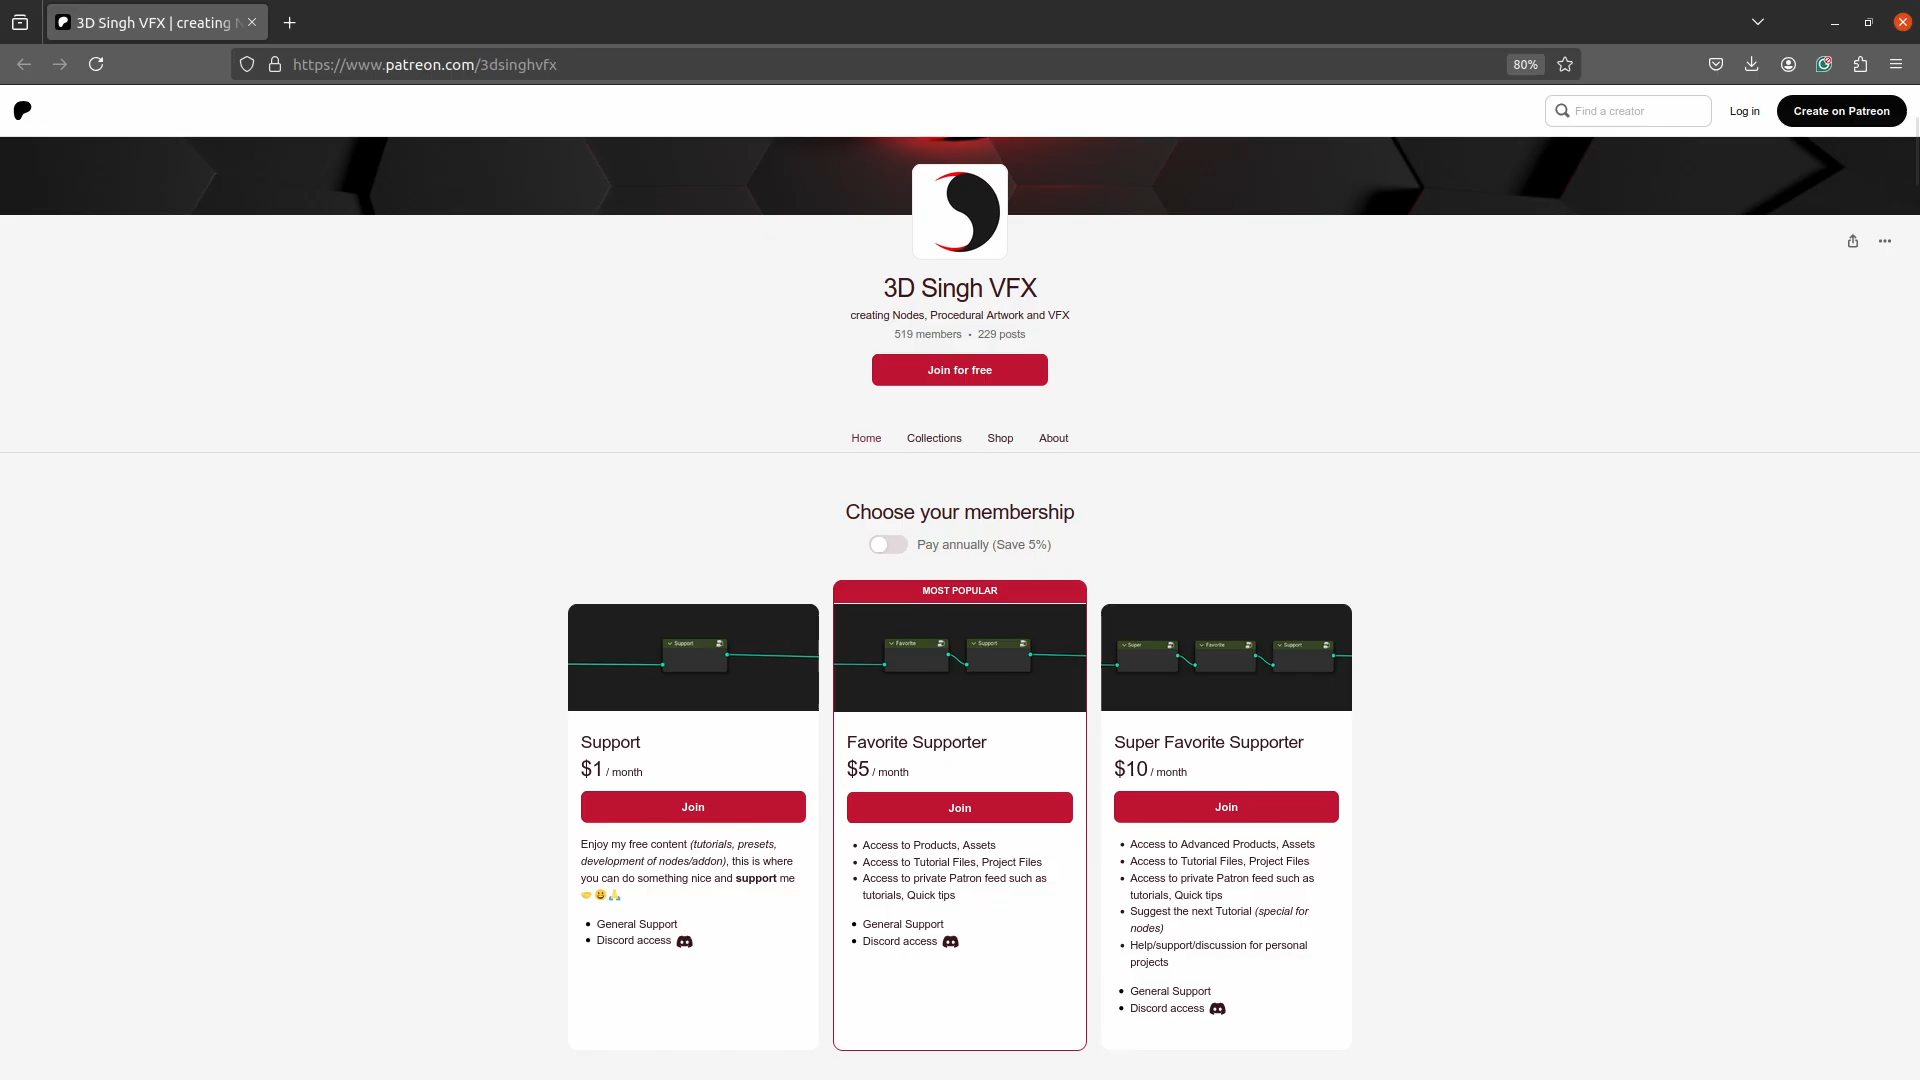 3D Singh VFX | creating N
https://www.patreon.com/3dsinghvfx
80%
Find a creator
Log in
Create on Patreon
3D Singh VFX
creating Nodes, Procedural Artwork and VFX
519 members • 229 posts
Join for free
Home
Collections
Shop
About
Choose your membership
Pay annually (Save 5%)
MOST POPULAR
Support
Favorite
Support
Super
Favorite
Support
Support
$1 / month
Join
Enjoy my free content (tutorials, presets,
development of nodes/addon), this is where
you can do something nice and support me
🤝😃🙏
• General Support
• Discord access
Favorite Supporter
$5 / month
Join
• Access to Products, Assets
• Access to Tutorial Files, Project Files
• Access to private Patron feed such as
tutorials, Quick tips
• General Support
• Discord access
Super Favorite Supporter
$10 / month
Join
• Access to Advanced Products, Assets
• Access to Tutorial Files, Project Files
• Access to private Patron feed such as
tutorials, Quick tips
• Suggest the next Tutorial (special for
nodes)
• Help/support/discussion for personal
projects
• General Support
• Discord access